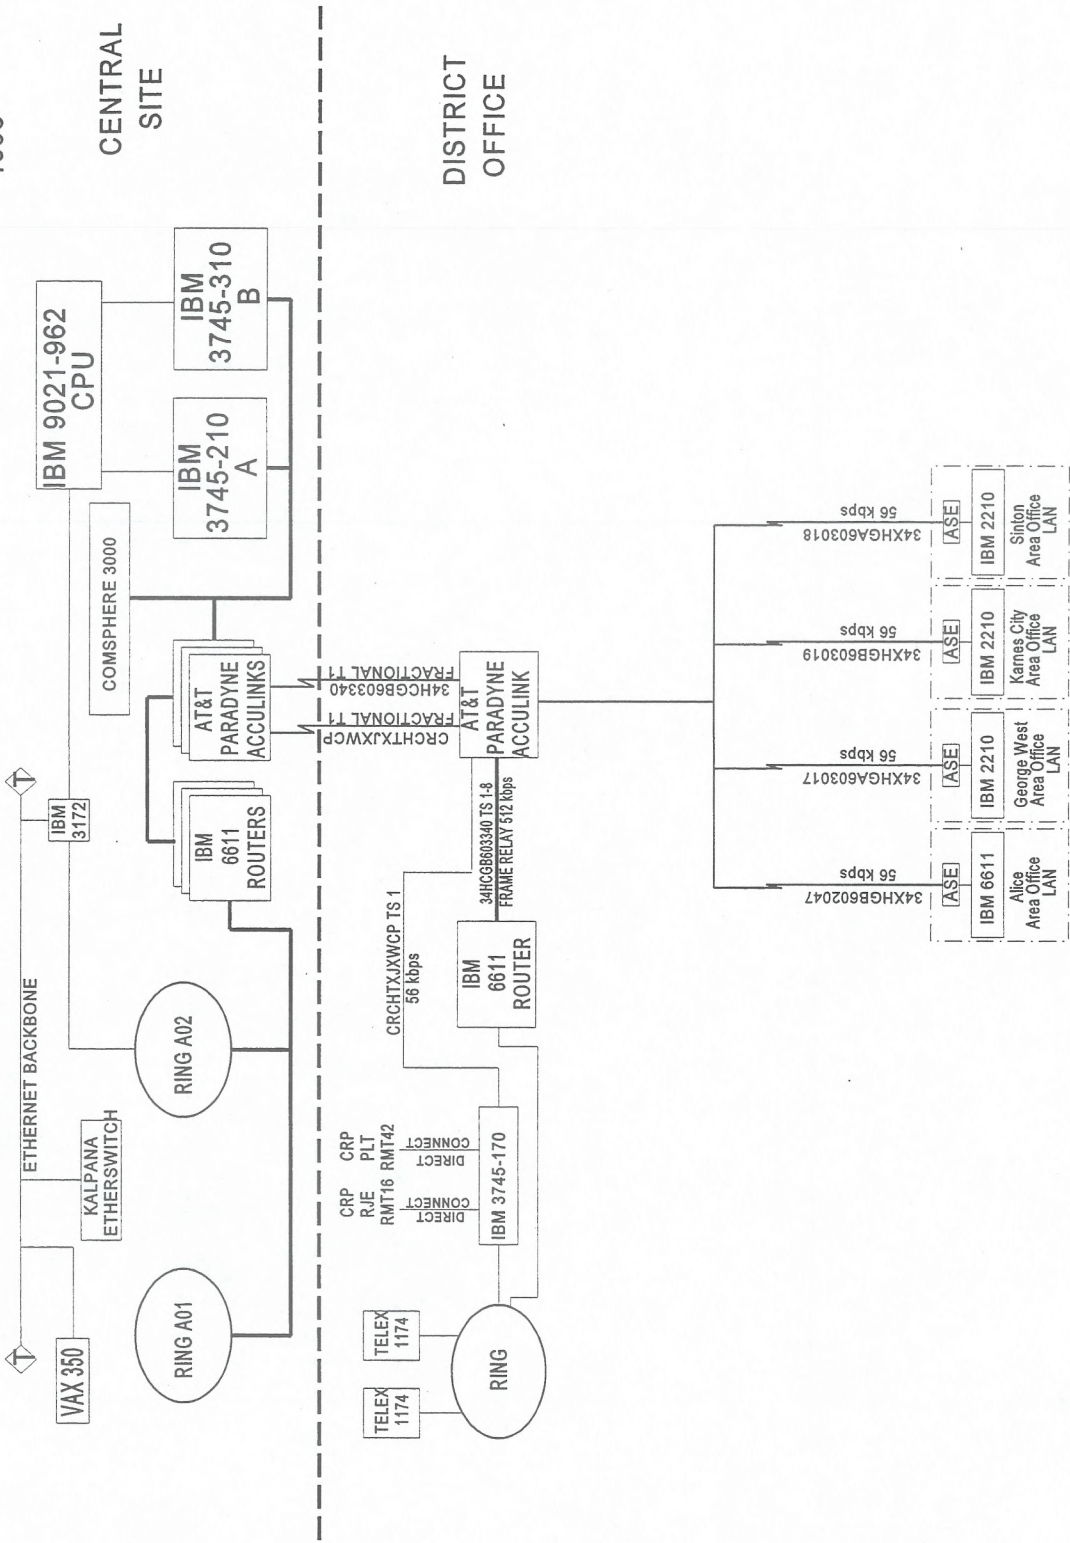 CENTRAL
SITE
ETHERNET BACKBONE
T
T
VAX 350
KALPANA
ETHERSWITCH
IBM
3172
IBM 9021-962
CPU
COMSPHERE 3000
RING A01
RING A02
IBM
6611
ROUTERS
AT&T
PARADYNE
ACCULINKS
IBM
3745-210
A
IBM
3745-310
B
DISTRICT
OFFICE
CRCHTXJXWCP
FRACTIONAL T1
34HCGB603340
FRACTIONAL T1
TELEX
1174
TELEX
1174
RING
CRP
RJE
RMT16
DIRECT
CONNECT
CRP
PLT
RMT42
DIRECT
CONNECT
IBM 3745-170
CRCHTXJXWCP TS 1
56 kbps
IBM
6611
ROUTER
34HCGB603340 TS 1-8
FRAME RELAY 512 kbps
AT&T
PARADYNE
ACCULINK
34XHGB602047
56 kbps
ASE
IBM 6611
Alice
Area Office
LAN
34XHGA603017
56 kbps
ASE
IBM 2210
George West
Area Office
LAN
34XHGB603019
56 kbps
ASE
IBM 2210
Karnes City
Area Office
LAN
34XHGA603018
56 kbps
ASE
IBM 2210
Sinton
Area Office
LAN